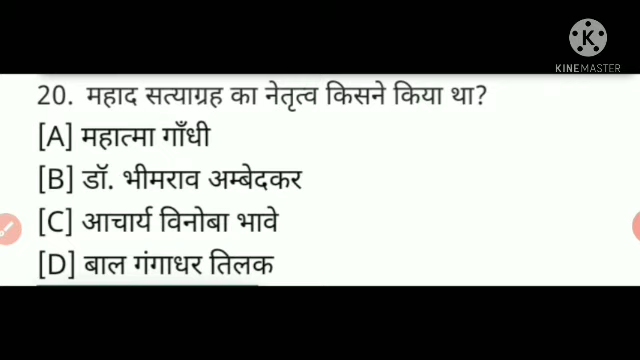 KINEMASTER
20. महाद सत्याग्रह का नेतृत्व किसने किया था?
[A] महात्मा गाँधी
[B] डॉ. भीमराव अम्बेदकर
[C] आचार्य विनोबा भावे
[D] बाल गंगाधर तिलक